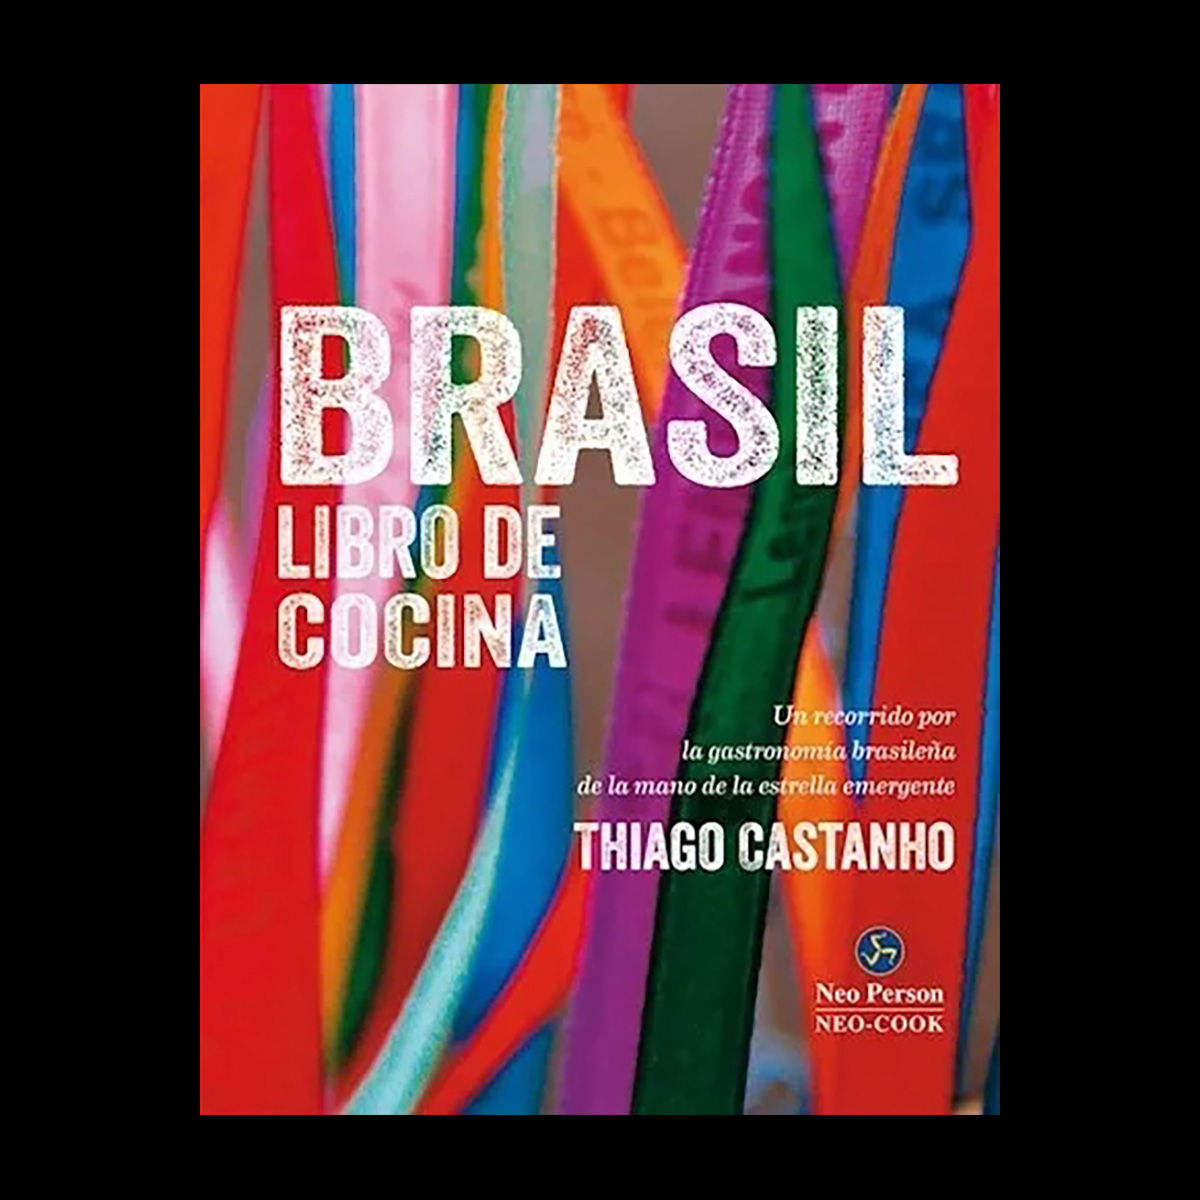 BRASIL
LIBRO DE
COCINA
Un recorrido por
la gastronomía brasileña
de la mano de la estrella emergente
THIAGO CASTANHO
Neo Person
NEO-COOK